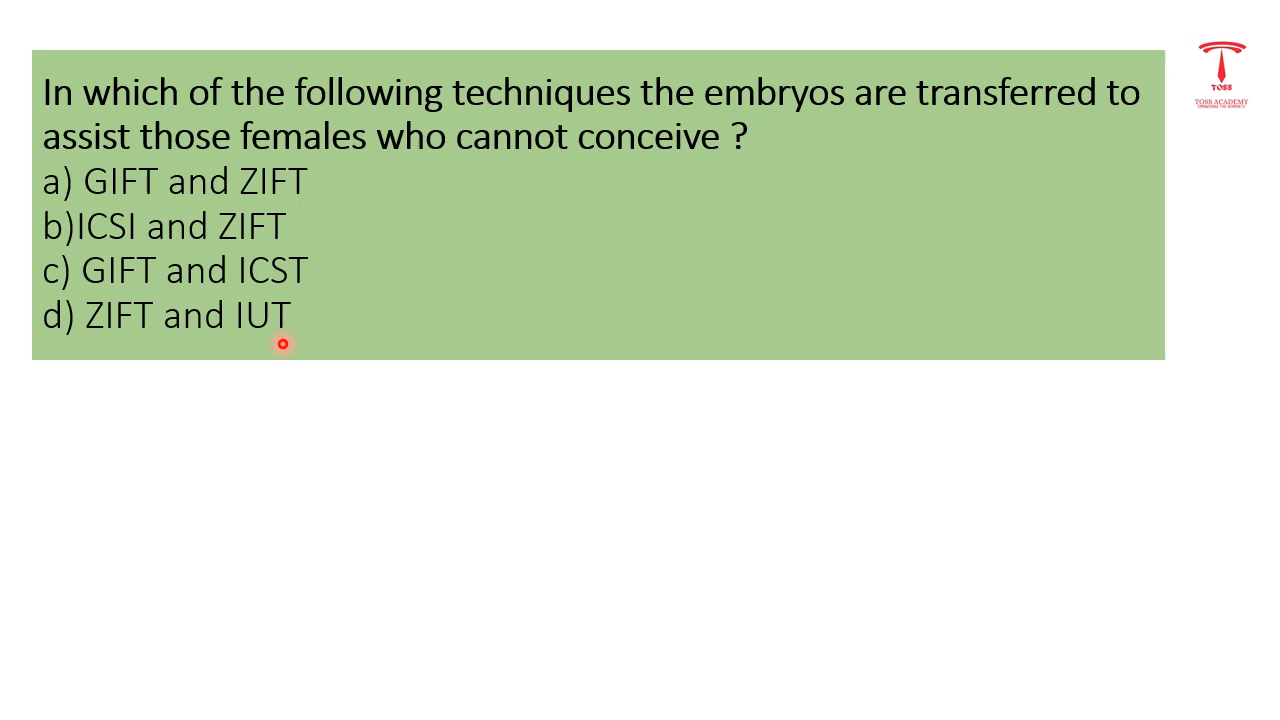 In which of the following techniques the embryos are transferred to
assist those females who cannot conceive ?
a) GIFT and ZIFT
b)ICSI and ZIFT
c) GIFT and ICST
d) ZIFT and IUT
TOSS
TOSS ACADEMY